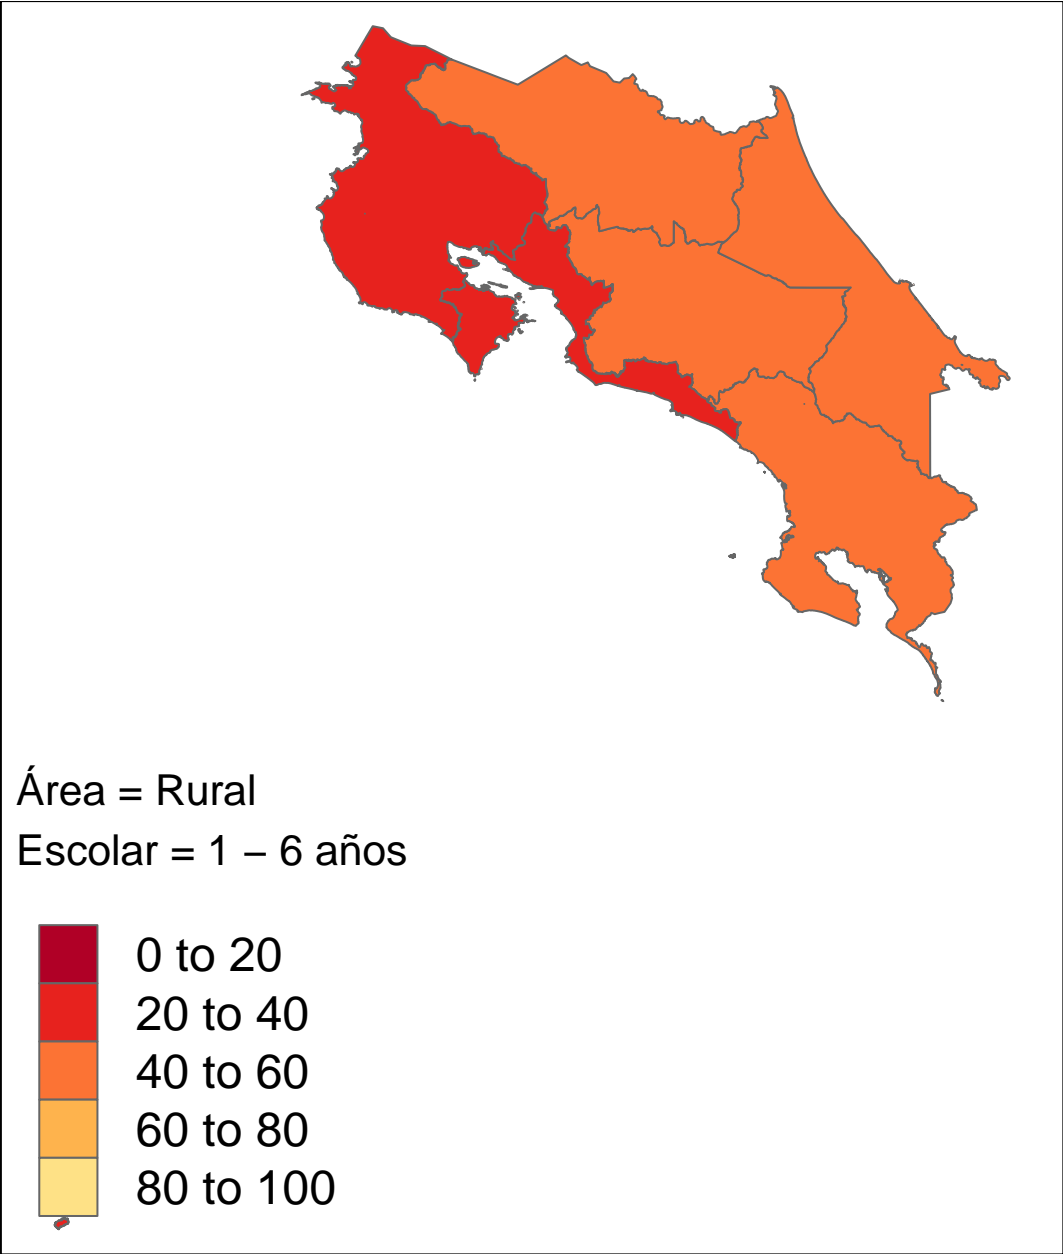 Área = Rural
Escolar = 1 – 6 años
0 to 20
20 to 40
40 to 60
60 to 80
80 to 100